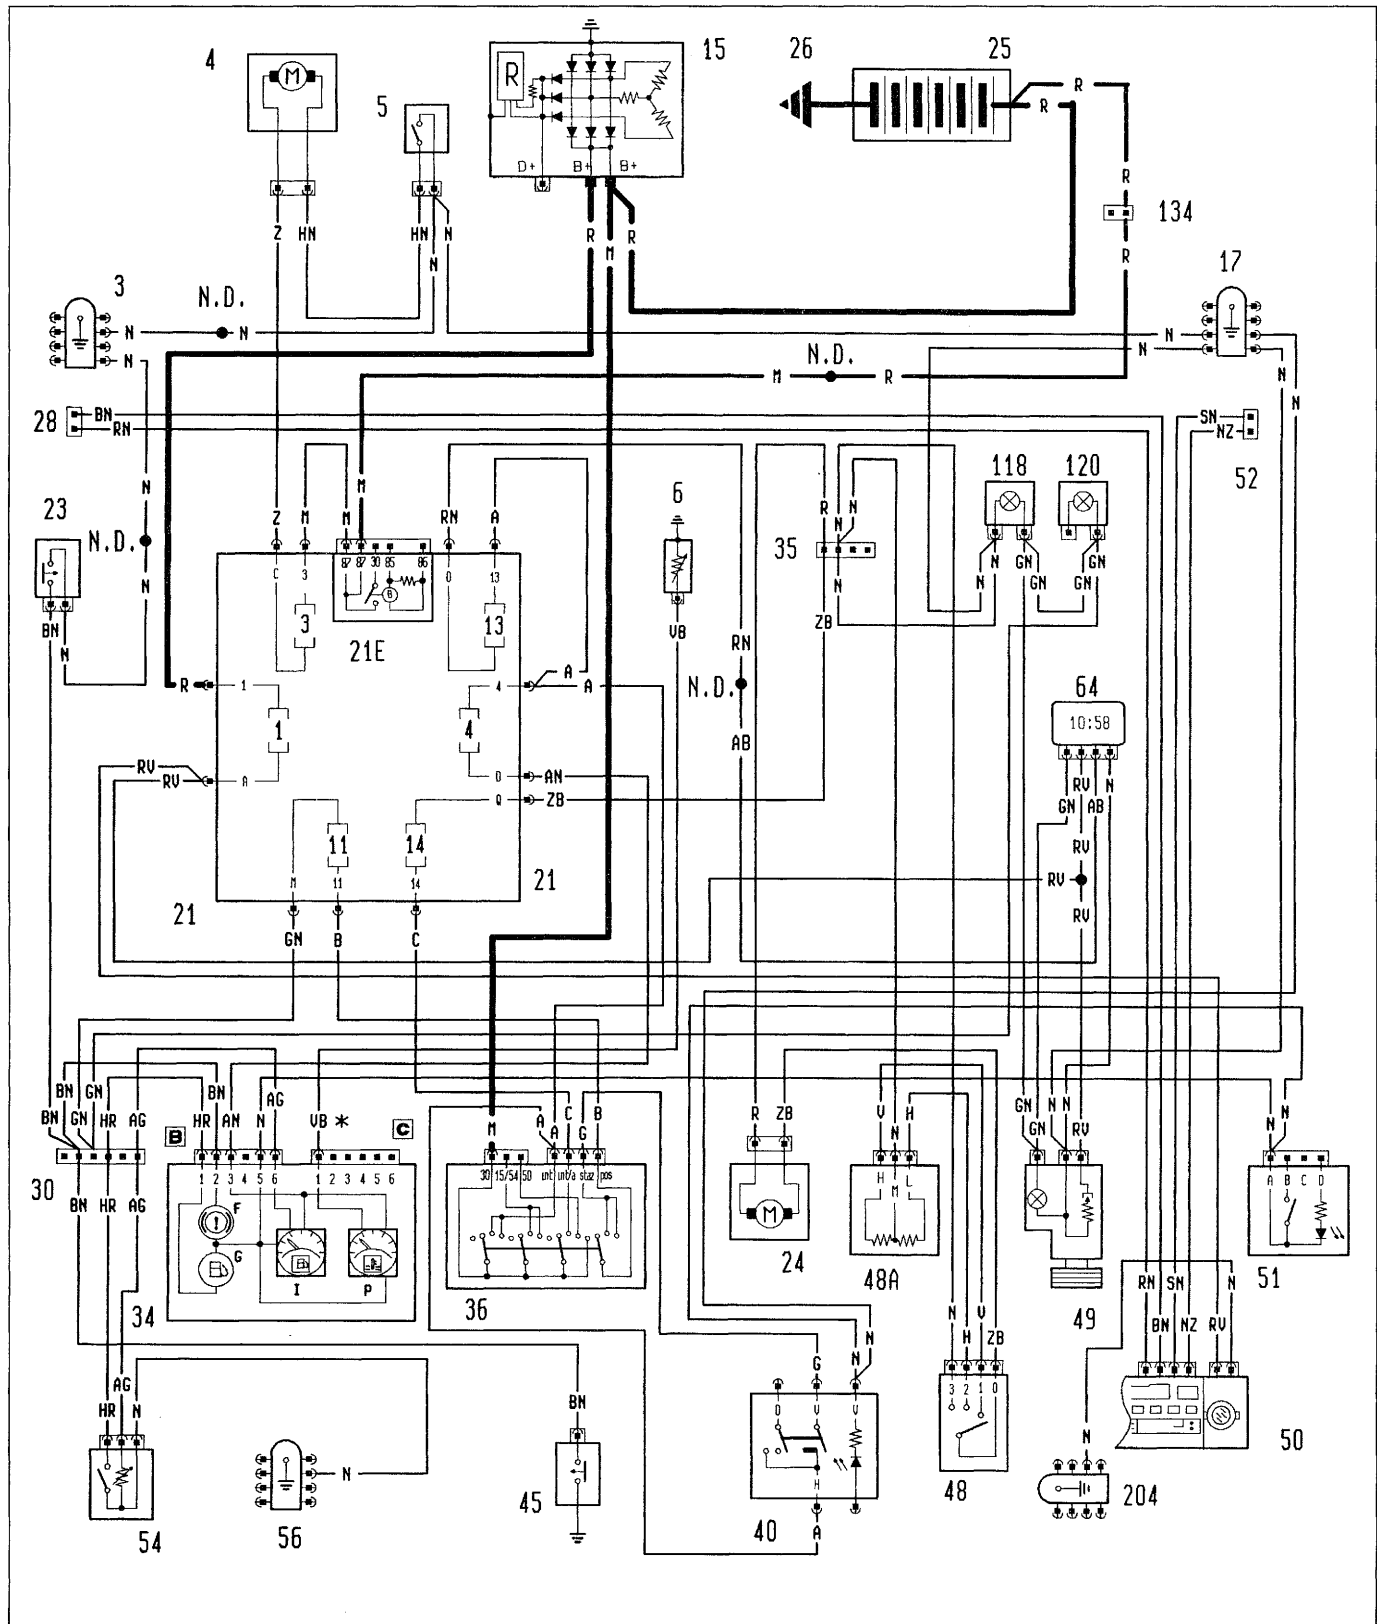 4
M
5
15
R
D+
B+
B+
26
25
R
R
R
134
R
Z
HN
HN
N
N
R
M
R
3
N.D.
N
N
N
17
N
N
N.D.
M
R
N
N
28
BN
RN
SN
NZ
52
N
118
120
23
N.D.
Z
M
M
M
RN
A
6
R
N
N
35
N
N
GN
GN
GN
GN
C
3
87
87
30
85
86
O
13
3
21E
13
VB
ZB
RN
BN
N
R
1
4
A
A
N.D.
64
10:58
1
4
AB
RV
RV
A
D
AN
Q
ZB
GN
RV
AB
N
11
14
RV
M
11
14
21
21
RV
RV
GN
B
C
BN
BN
GN
GN
HR
AG
HR
BN
AN
N
AG
VB *
B
C
M
A
A
C
G
B
R
ZB
V
N
H
GN
GN
N
N
RV
N
N
30
BN
HR
AG
1 2 3 4 5 6
1 2 3 4 5 6
F
G
I
P
34
30
15/54
50
int
int/a
staz
pos
36
M
24
H
M
L
48A
49
A
B
C
D
51
RN
BN
SN
NZ
RV
N
HR
AG
N
N
54
56
BN
45
G
N
N
D
V
V
H
A
40
N
H
V
ZB
3
2
1
0
48
N
204
50